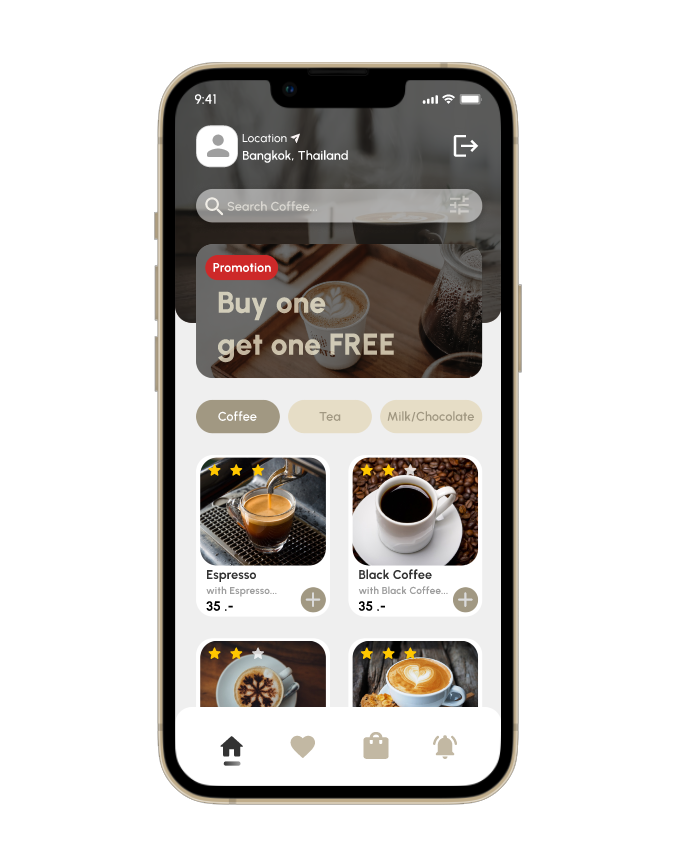 9:41
Location
Bangkok, Thailand
Search Coffee...
Promotion
Buy one
get one FREE
Coffee
Tea
Milk/Chocolate
Espresso
with Espresso...
35 .-
Black Coffee
with Black Coffee...
35 .-